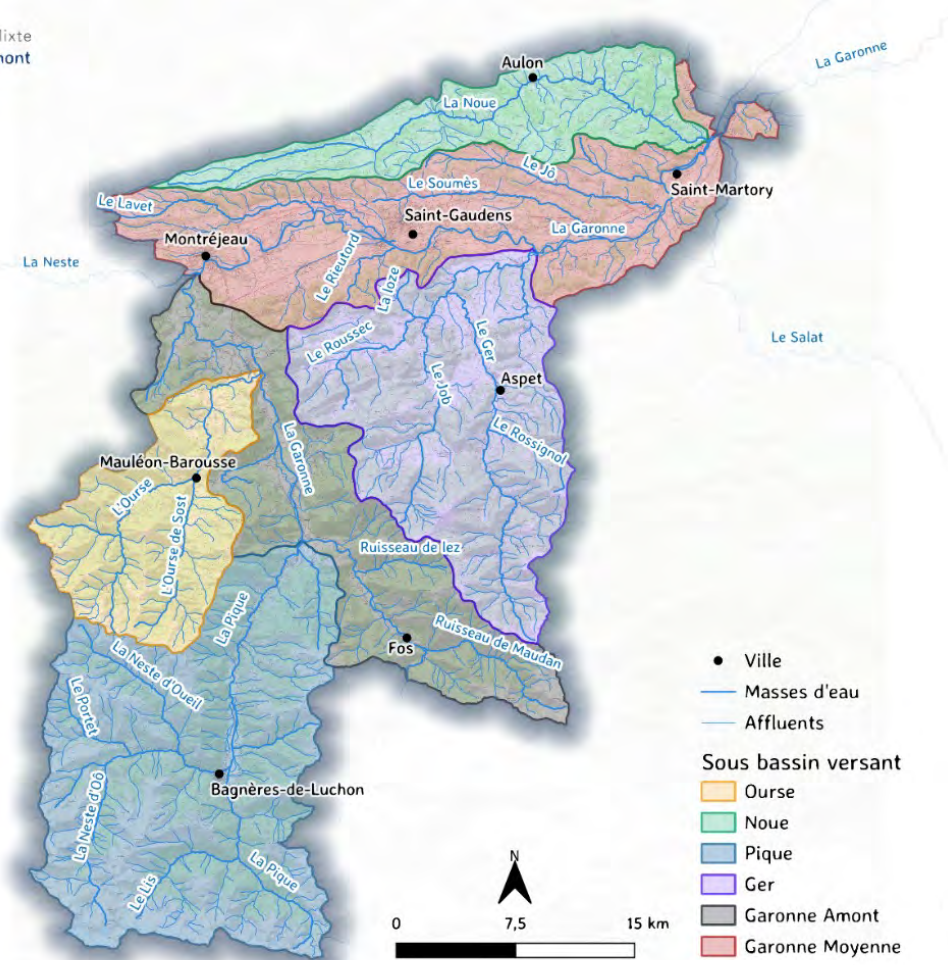 Aulon
La Garonne
La Noue
Le Jô
Le Soumès
Saint-Martory
Le Lavet
Saint-Gaudens
La Garonne
Montréjeau
La Neste
Le Rieutord
La Ioze
Le Roussec
Le Ger
Le Salat
Le Job
Aspet
Le Rossignol
La Garonne
Mauléon-Barousse
L'Ourse
L'Ourse de Sost
Ruisseau de lez
La Pique
Ruisseau de Maudan
Fos
La Neste d'Oueil
Le Portet
Bagnères-de-Luchon
La Neste d'Oô
La Pique
Le Lis
Ville
Masses d'eau
Affluents
Sous bassin versant
Ourse
Noue
Pique
Ger
Garonne Amont
Garonne Moyenne
N
0 7,5 15 km